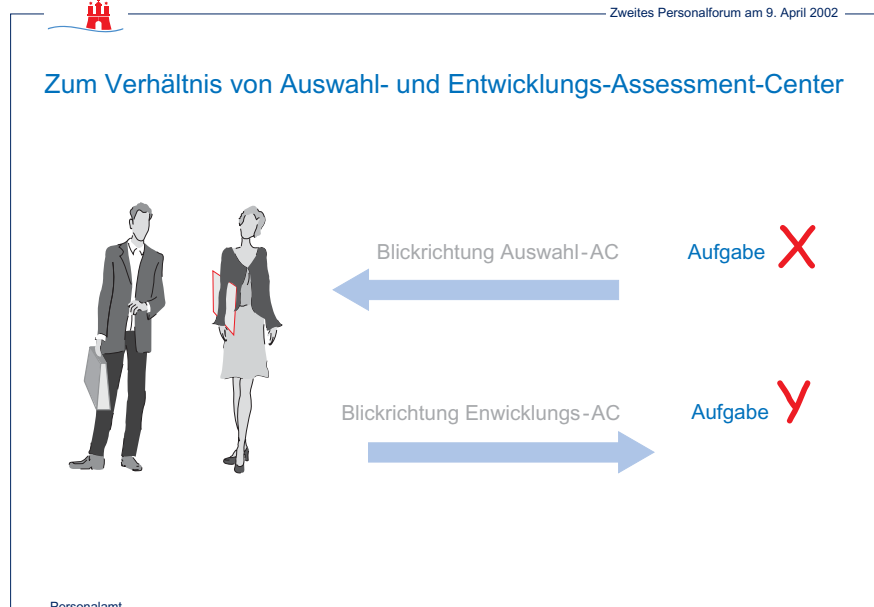 Zweites Personalforum am 9. April 2002
Zum Verhältnis von Auswahl- und Entwicklungs-Assessment-Center
Blickrichtung Auswahl-AC
Aufgabe X
Blickrichtung Enwicklungs-AC
Aufgabe y
Personalamt